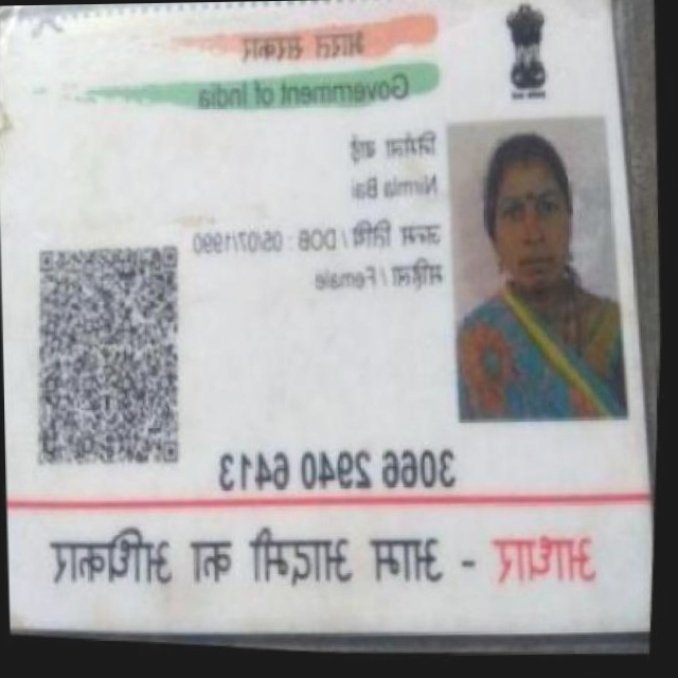 भारत सरकार
Government of India
निर्मला बाई
Nirmla Bai
जन्म तिथि / DOB : 05/07/1990
महिला / Female
3066 2940 6413
आधार - आम आदमी का अधिकार